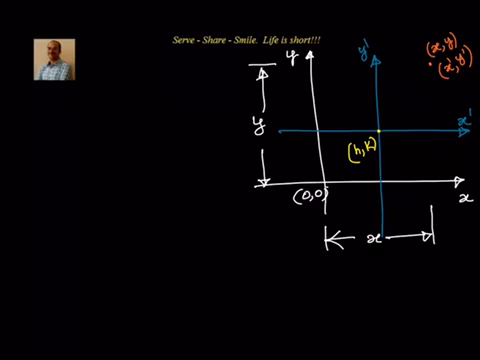 Serve - Share - Smile. Life is short!!!
y
y'
(x,y)
(x',y')
y
x'
(h,k)
(0,0)
x
x